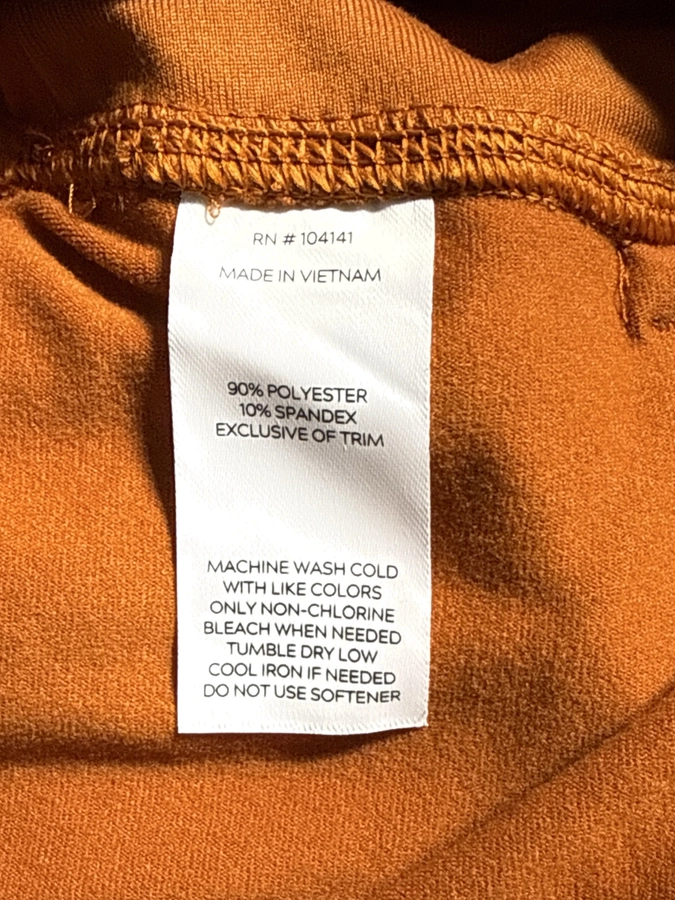 RN # 104141
MADE IN VIETNAM
90% POLYESTER
10% SPANDEX
EXCLUSIVE OF TRIM
MACHINE WASH COLD
WITH LIKE COLORS
ONLY NON-CHLORINE
BLEACH WHEN NEEDED
TUMBLE DRY LOW
COOL IRON IF NEEDED
DO NOT USE SOFTENER